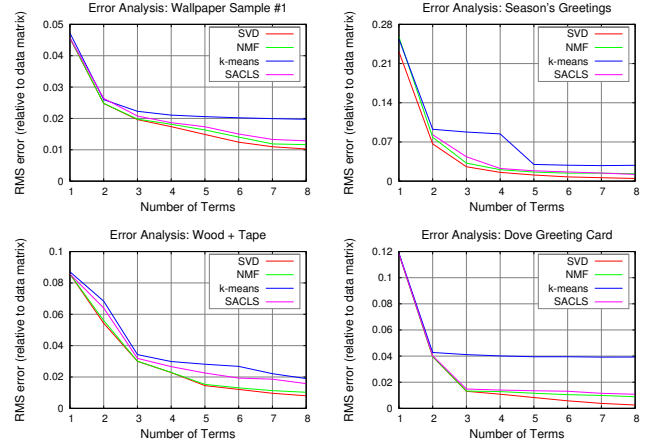 Error Analysis: Wallpaper Sample #1
RMS error (relative to data matrix)
0.05
0.04
0.03
0.02
0.01
0
SVD
NMF
k-means
SACLS
1 2 3 4 5 6 7 8
Number of Terms
Error Analysis: Season's Greetings
RMS error (relative to data matrix)
0.28
0.21
0.14
0.07
0
SVD
NMF
k-means
SACLS
1 2 3 4 5 6 7 8
Number of Terms
Error Analysis: Wood + Tape
RMS error (relative to data matrix)
0.1
0.08
0.06
0.04
0.02
0
SVD
NMF
k-means
SACLS
1 2 3 4 5 6 7 8
Number of Terms
Error Analysis: Dove Greeting Card
RMS error (relative to data matrix)
0.12
0.1
0.08
0.06
0.04
0.02
0
SVD
NMF
k-means
SACLS
1 2 3 4 5 6 7 8
Number of Terms